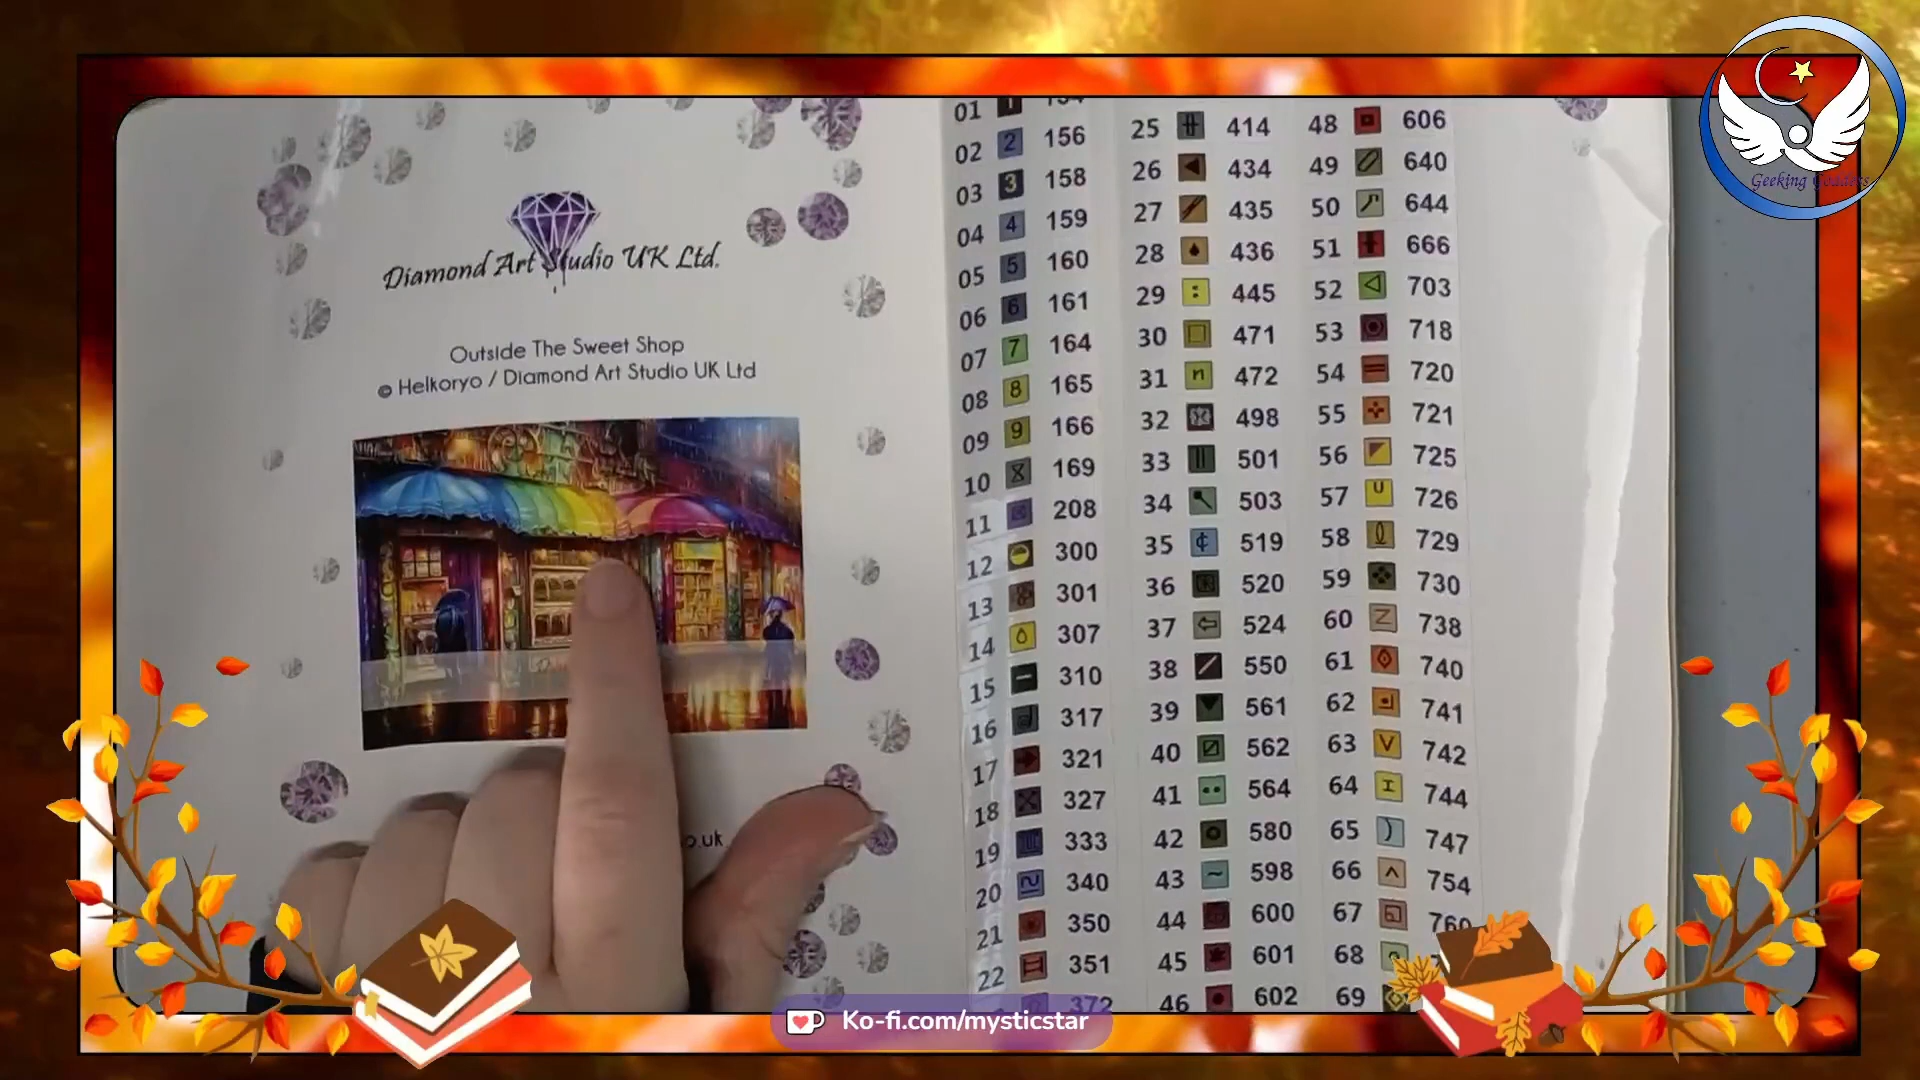 Geeking Goddess
Diamond Art Studio UK Ltd.
Outside The Sweet Shop
© Helkoryo / Diamond Art Studio UK Ltd
o.uk
01 1 154
02 2 156
03 3 158
04 4 159
05 5 160
06 6 161
07 7 164
08 8 165
09 9 166
10 169
11 208
12 300
13 301
14 307
15 310
16 317
17 321
18 327
19 333
20 340
21 350
22 351
372
25 414
26 434
27 435
28 436
29 445
30 471
31 n 472
32 498
33 501
34 503
35 ¢ 519
36 520
37 524
38 550
39 561
40 562
41 564
42 580
43 ~ 598
44 600
45 601
46 602
48 606
49 640
50 644
51 666
52 703
53 718
54 720
55 721
56 725
57 U 726
58 729
59 730
60 Z 738
61 740
62 741
63 V 742
64 I 744
65 ) 747
66 ^ 754
67 760
68
69
Ko-fi.com/mysticstar